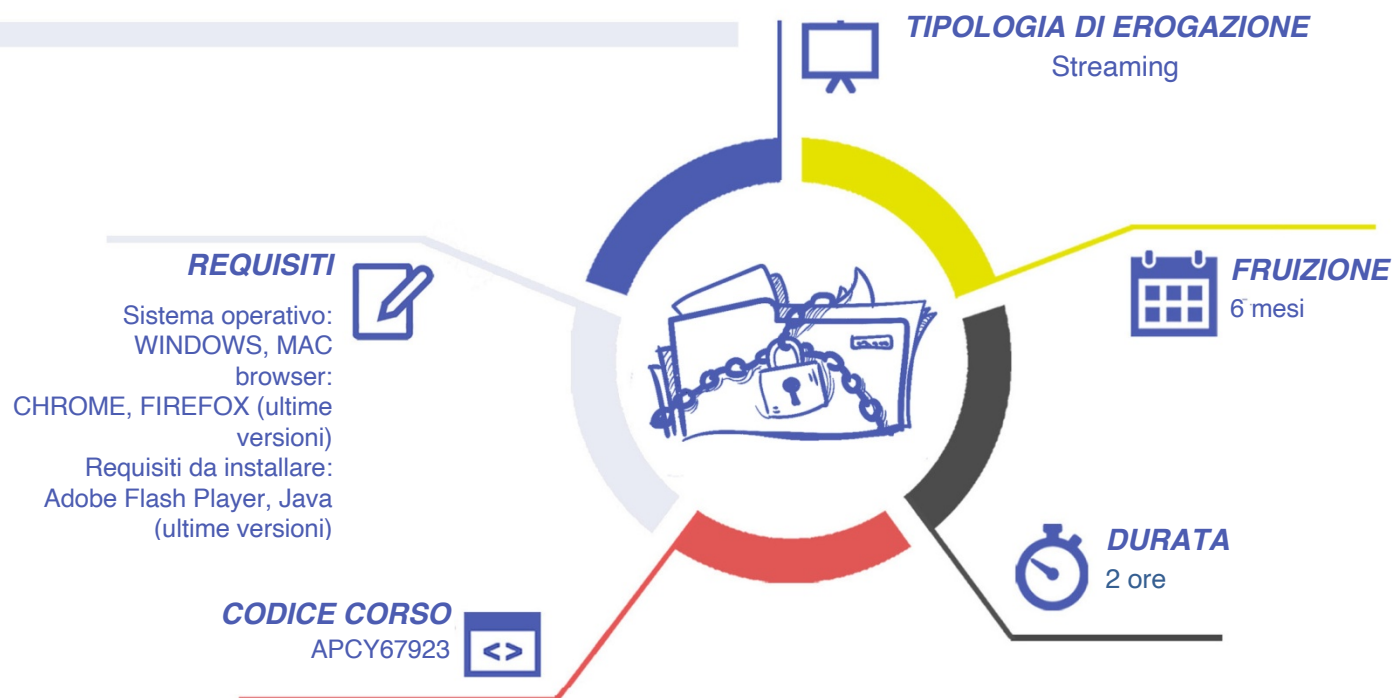 TIPOLOGIA DI EROGAZIONE
Streaming
REQUISITI
Sistema operativo:
WINDOWS, MAC
browser:
CHROME, FIREFOX (ultime
versioni)
Requisiti da installare:
Adobe Flash Player, Java
(ultime versioni)
FRUIZIONE
6 mesi
DURATA
2 ore
CODICE CORSO
APCY67923
<>